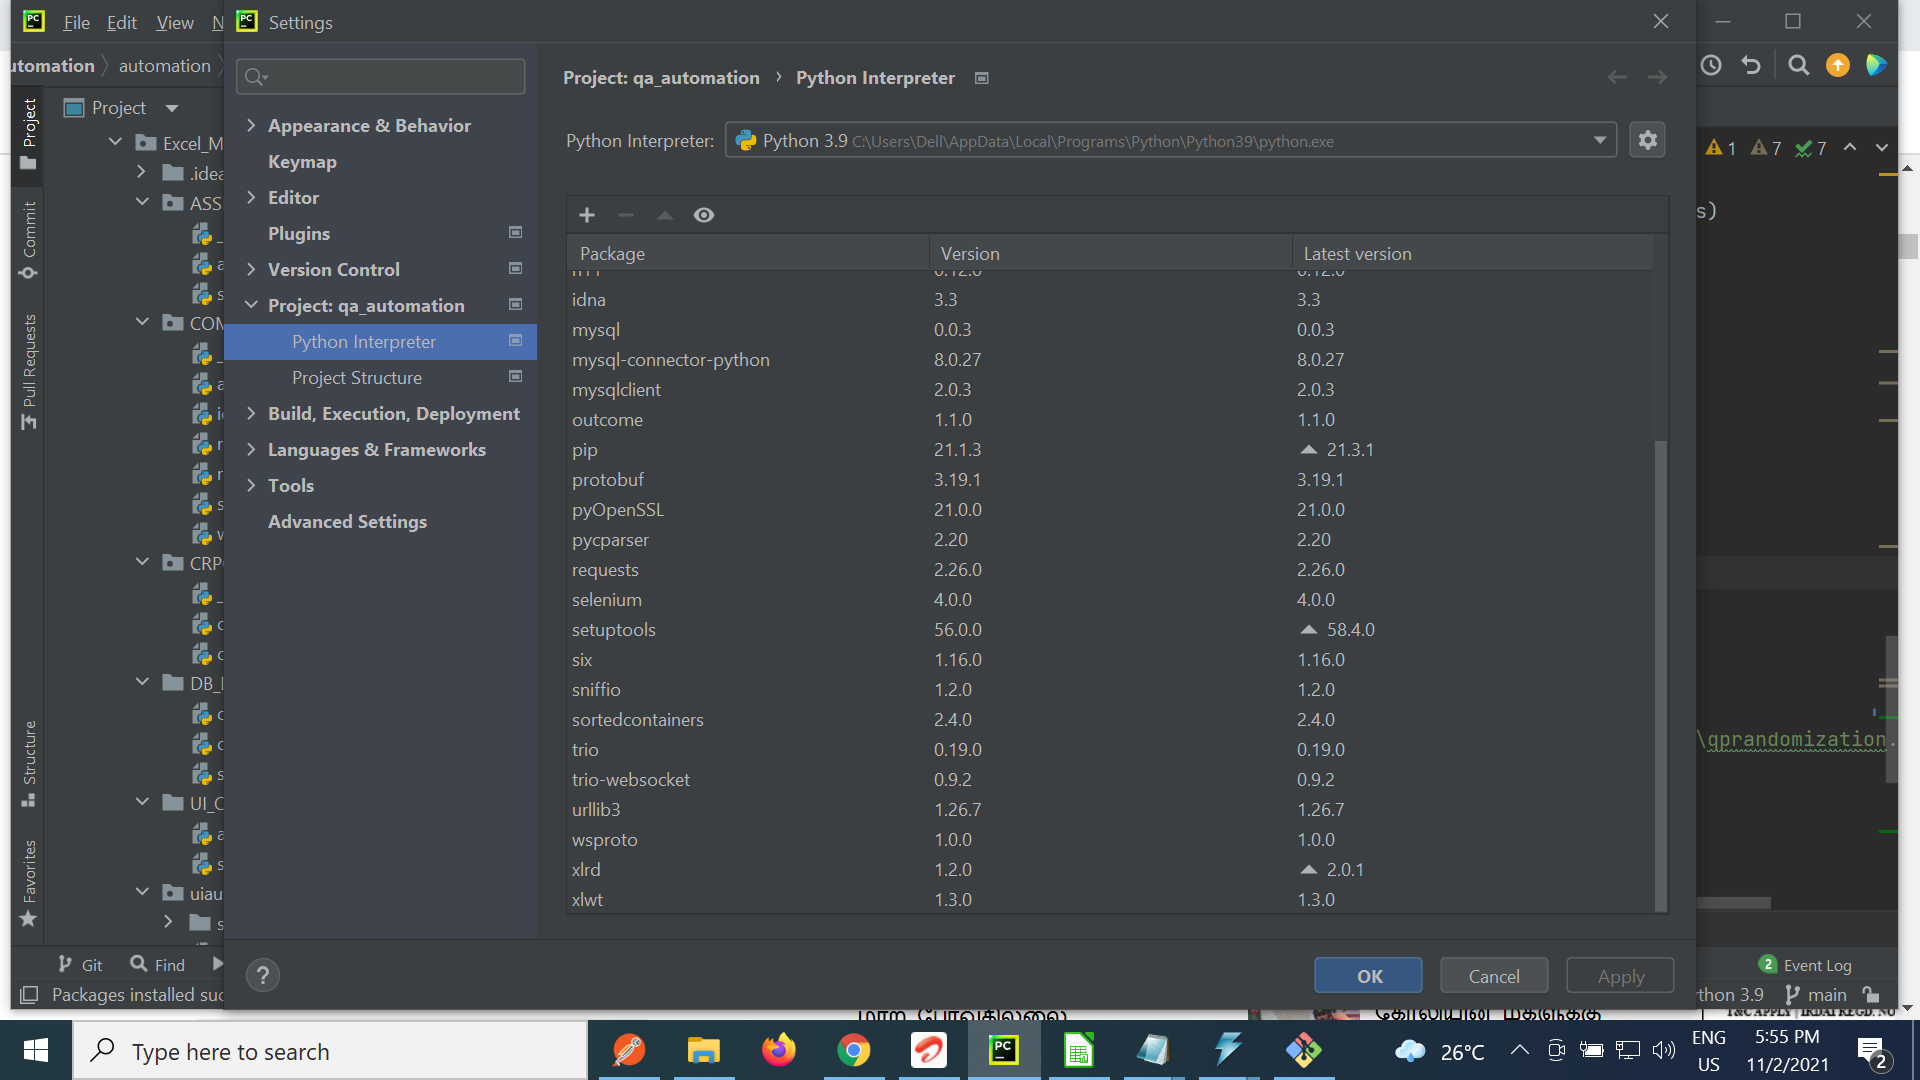 File Edit View N
Settings
utomation automation
Project: qa_automation › Python Interpreter
Project
Python Interpreter: Python 3.9 C:\Users\Dell\AppData\Local\Programs\Python\Python39\python.exe
Appearance & Behavior
Keymap
Editor
Plugins
Version Control
Project: qa_automation
Python Interpreter
Project Structure
Build, Execution, Deployment
Languages & Frameworks
Tools
Advanced Settings
Project
Commit
Pull Requests
Structure
Favorites
Excel_M
.idea
ASS
_
a
s
COM
_
a
r
r
s
w
CRP
_
c
c
DB_
c
c
s
UI_C
a
s
uiau
s
Package Version Latest version
idna 3.3 3.3
mysql 0.0.3 0.0.3
mysql-connector-python 8.0.27 8.0.27
mysqlclient 2.0.3 2.0.3
outcome 1.1.0 1.1.0
pip 21.1.3 21.3.1
protobuf 3.19.1 3.19.1
pyOpenSSL 21.0.0 21.0.0
pycparser 2.20 2.20
requests 2.26.0 2.26.0
selenium 4.0.0 4.0.0
setuptools 56.0.0 58.4.0
six 1.16.0 1.16.0
sniffio 1.2.0 1.2.0
sortedcontainers 2.4.0 2.4.0
trio 0.19.0 0.19.0
trio-websocket 0.9.2 0.9.2
urllib3 1.26.7 1.26.7
wsproto 1.0.0 1.0.0
xlrd 1.2.0 2.0.1
xlwt 1.3.0 1.3.0
1 7 7
s)
\qprandomization.
? OK Cancel Apply
Git Find
2 Event Log
Packages installed suc
thon 3.9 main
T&C APPLY | IRDAI REGD. NO
Type here to search
26°C
ENG
US
5:55 PM
11/2/2021
2